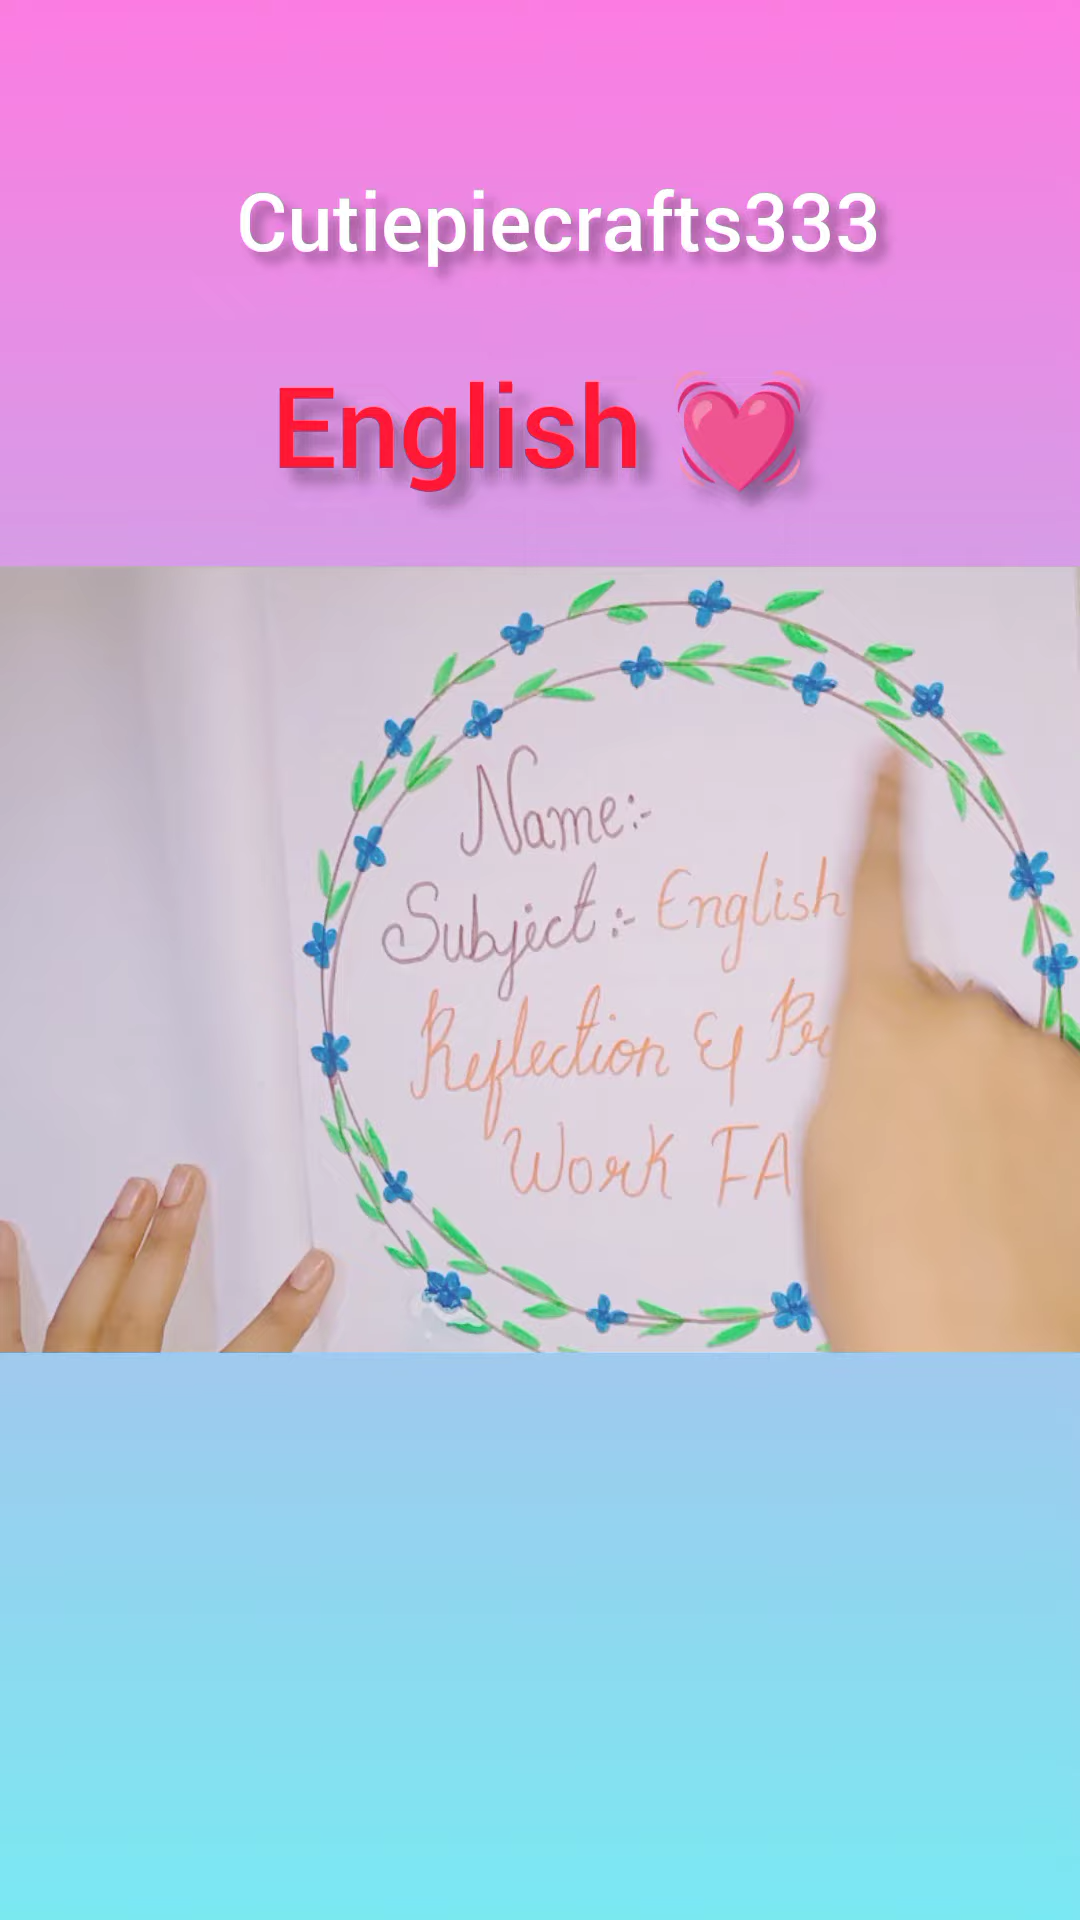 Cutiepiecrafts333
English 💓
Name:-
Subject:- English
Reflection &
Work FA